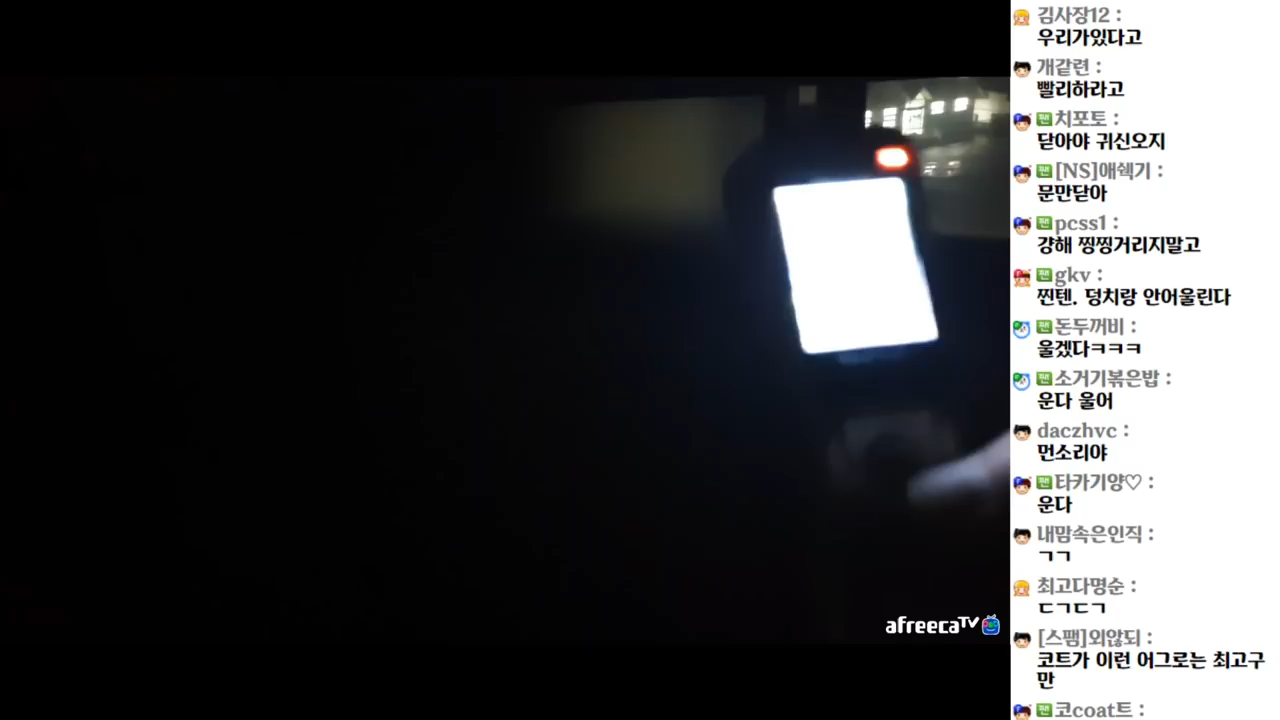 김사장12 :
우리가있다고
개같련 :
빨리하라고
팬 치포토 :
닫아야 귀신오지
팬 [NS]애쉑기 :
문만닫아
팬 pcss1 :
걍해 찡찡거리지말고
팬 gkv :
찐텐. 덩치랑 안어울린다
팬 돈두꺼비 :
울겠다ㅋㅋㅋ
팬 소거기볶은밥 :
운다 울어
daczhvc :
먼소리야
팬 타카기양♡ :
운다
내맘속은인직 :
ㄱㄱ
최고다명순 :
ㄷㄱㄷㄱ
[스팸]외않되 :
코트가 이런 어그로는 최고구
만
팬 코coat트 :
afreecaTV